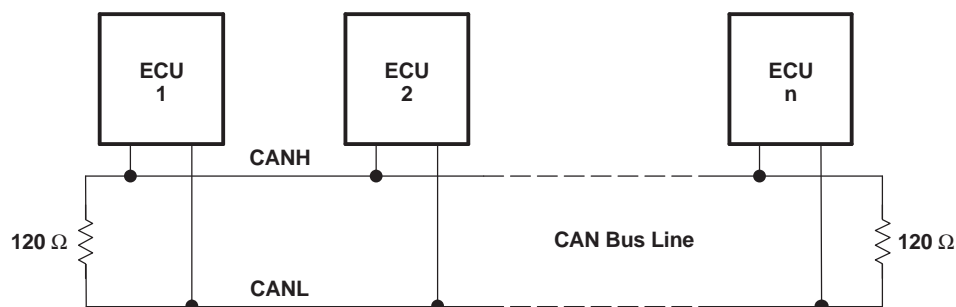 ECU
1
ECU
2
ECU
n
CANH
120 Ω
CAN Bus Line
120 Ω
CANL